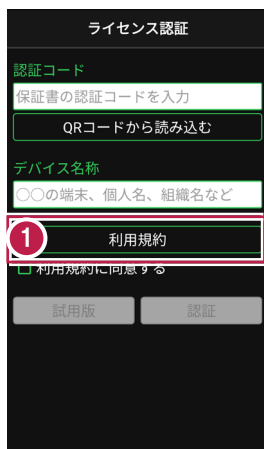 ライセンス認証
認証コード
保証書の認証コードを入力
QRコードから読み込む
デバイス名称
○○の端末、個人名、組織名など
1
利用規約
利用規約に同意する
試用版
認証